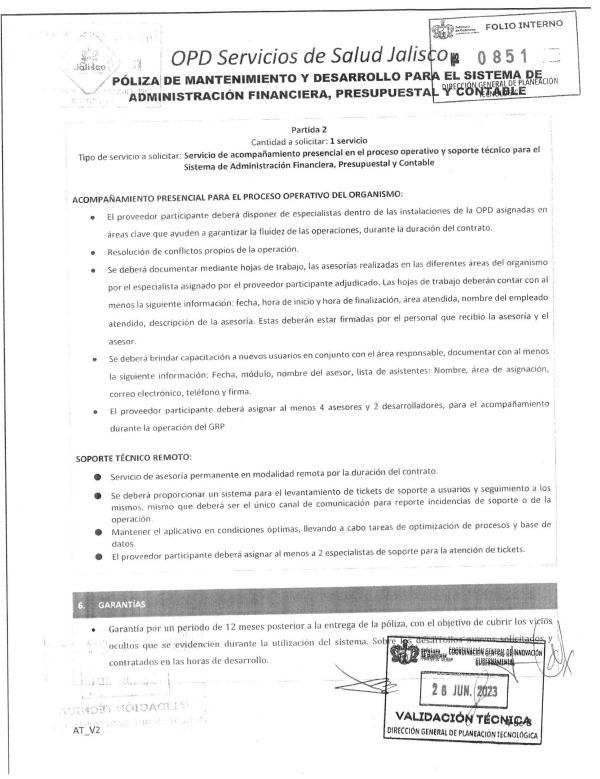 FOLIO INTERNO
0851
Jalisco
OPD Servicios de Salud Jalisco
PÓLIZA DE MANTENIMIENTO Y DESARROLLO PARA EL SISTEMA DE
ADMINISTRACIÓN FINANCIERA, PRESUPUESTAL Y CONTABLE
DIRECCIÓN GENERAL DE PLANEACIÓN
Partida 2
Cantidad a solicitar: 1 servicio
Tipo de servicio a solicitar: Servicio de acompañamiento presencial en el proceso operativo y soporte técnico para el
Sistema de Administración Financiera, Presupuestal y Contable
ACOMPAÑAMIENTO PRESENCIAL PARA EL PROCESO OPERATIVO DEL ORGANISMO:
• El proveedor participante deberá disponer de especialistas dentro de las instalaciones de la OPD asignadas en
áreas clave que ayuden a garantizar la fluidez de las operaciones, durante la duración del contrato.
• Resolución de conflictos propios de la operación.
• Se deberá documentar mediante hojas de trabajo, las asesorías realizadas en las diferentes áreas del organismo
por el especialista asignado por el proveedor participante adjudicado. Las hojas de trabajo deberán contar con al
menos la siguiente información: fecha, hora de inicio y hora de finalización, área atendida, nombre del empleado
atendido, descripción de la asesoría. Estas deberán estar firmadas por el personal que recibió la asesoría y el
asesor.
• Se deberá brindar capacitación a nuevos usuarios en conjunto con el área responsable, documentar con al menos
la siguiente información: Fecha, módulo, nombre del asesor, lista de asistentes: Nombre, área de asignación,
correo electrónico, teléfono y firma.
• El proveedor participante deberá asignar al menos 4 asesores y 2 desarrolladores, para el acompañamiento
durante la operación del GRP
SOPORTE TÉCNICO REMOTO:
● Servicio de asesoría permanente en modalidad remota por la duración del contrato.
● Se deberá proporcionar un sistema para el levantamiento de tickets de soporte a usuarios y seguimiento a los
mismos, mismo que deberá ser el único canal de comunicación para reporte incidencias de soporte o de la
operación.
● Mantener el aplicativo en condiciones óptimas, llevando a cabo tareas de optimización de procesos y base de
datos.
● El proveedor participante deberá asignar al menos a 2 especialistas de soporte para la atención de tickets.
6. GARANTÍAS
• Garantía por un período de 12 meses posterior a la entrega de la póliza, con el objetivo de cubrir los vicios
ocultos que se evidencien durante la utilización del sistema. Sobre los desarrollos nuevos solicitados y
contratados en las horas de desarrollo.
COORDINACIÓN GENERAL DE INNOVACIÓN
GUBERNAMENTAL
26 JUN. 2023
VALIDACIÓN TÉCNICA
DIRECCIÓN GENERAL DE PLANEACIÓN TECNOLÓGICA
AT_V2